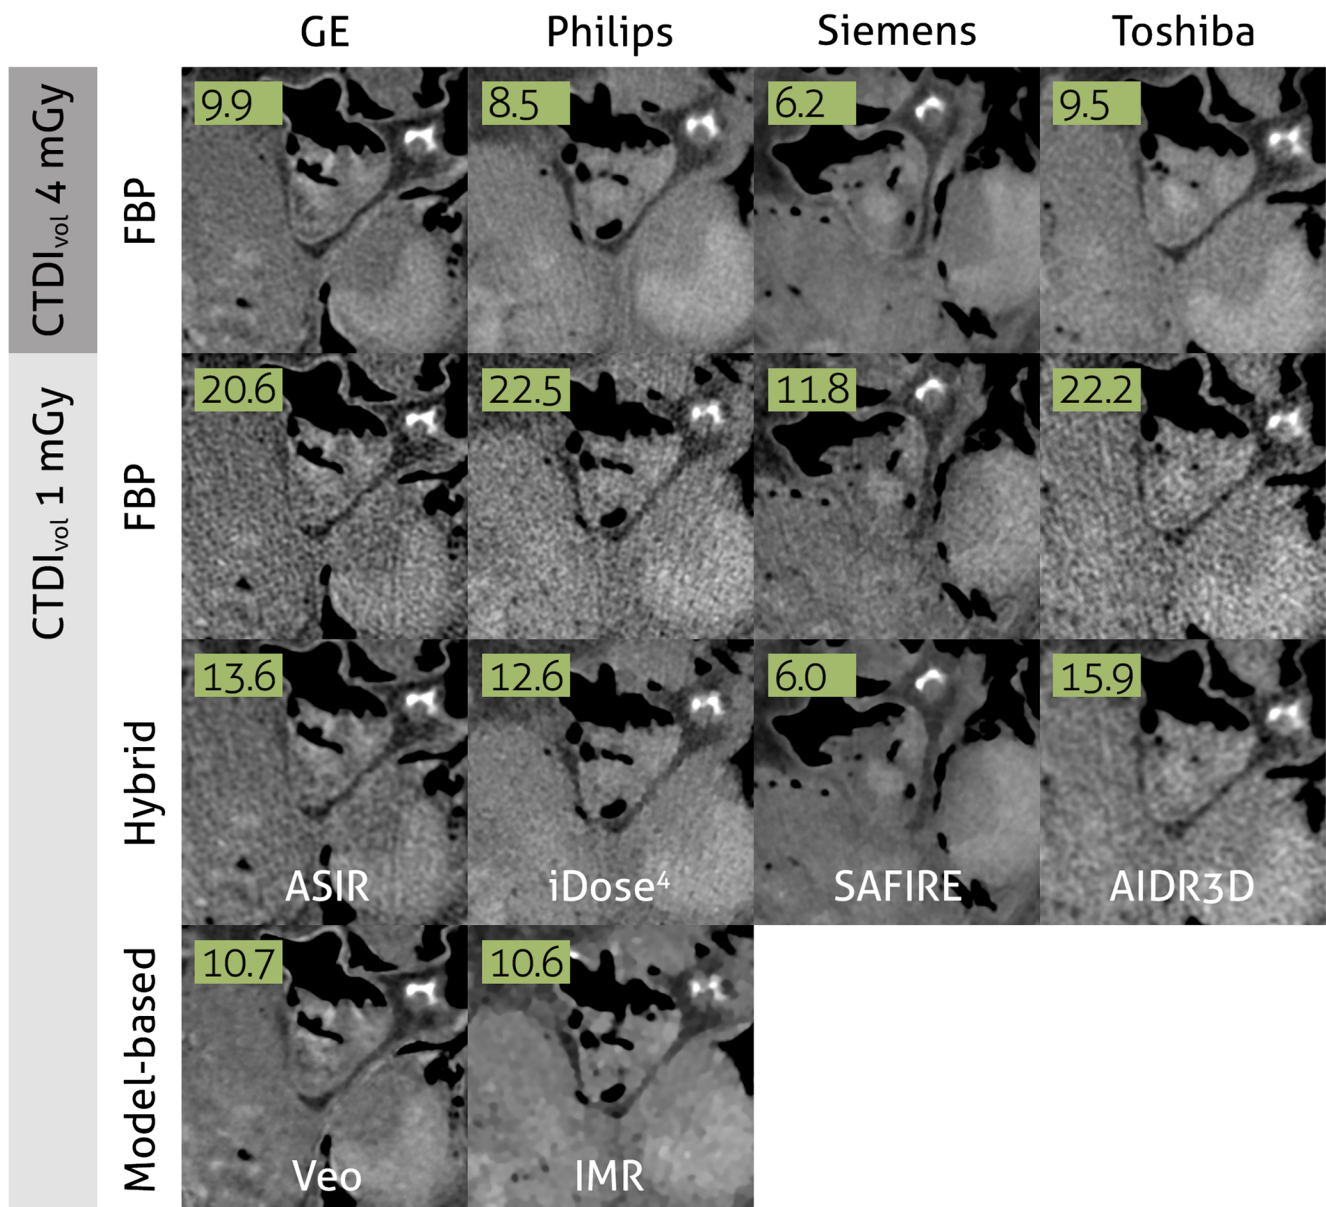 GE Philips Siemens Toshiba
CTDIvol 4 mGy
FBP
9.9 8.5 6.2 9.5
CTDIvol 1 mGy
FBP
20.6 22.5 11.8 22.2
Hybrid
13.6 12.6 6.0 15.9
ASIR iDose⁴ SAFIRE AIDR3D
Model-based
10.7 10.6
Veo IMR